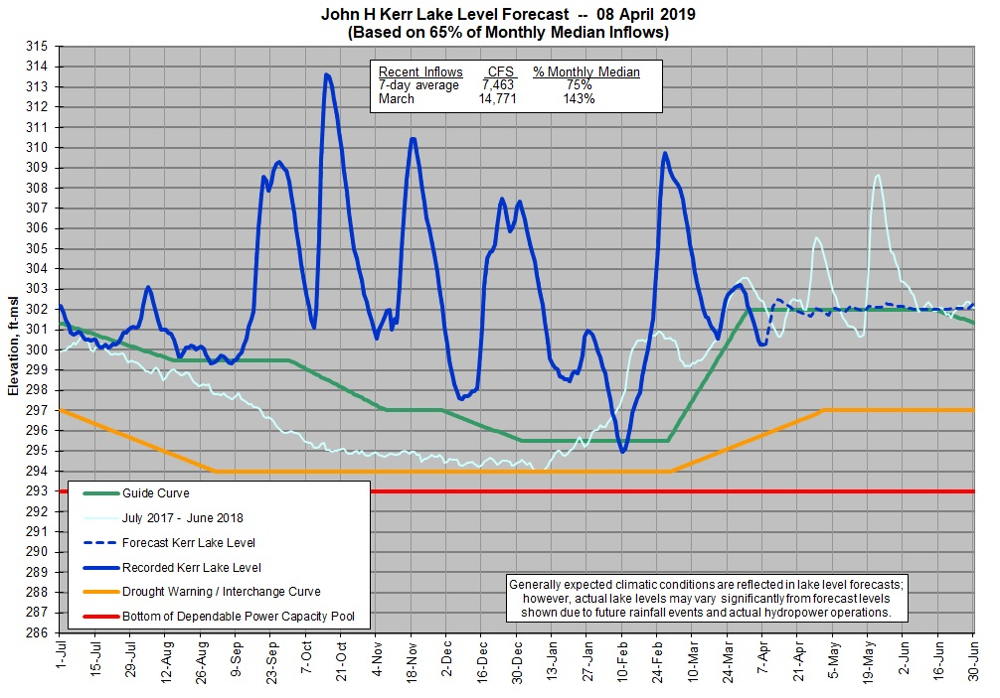 John H Kerr Lake Level Forecast -- 08 April 2019
(Based on 65% of Monthly Median Inflows)
Recent Inflows CFS % Monthly Median
7-day average 7,463 75%
March 14,771 143%
Elevation, ft-msl
315
314
313
312
311
310
309
308
307
306
305
304
303
302
301
300
299
298
297
296
295
294
293
292
291
290
289
288
287
286
Guide Curve
July 2017 - June 2018
Forecast Kerr Lake Level
Recorded Kerr Lake Level
Drought Warning / Interchange Curve
Bottom of Dependable Power Capacity Pool
Generally expected climatic conditions are reflected in lake level forecasts;
however, actual lake levels may vary significantly from forecast levels
shown due to future rainfall events and actual hydropower operations.
1-Jul
15-Jul
29-Jul
12-Aug
26-Aug
9-Sep
23-Sep
7-Oct
21-Oct
4-Nov
18-Nov
2-Dec
16-Dec
30-Dec
13-Jan
27-Jan
10-Feb
24-Feb
10-Mar
24-Mar
7-Apr
21-Apr
5-May
19-May
2-Jun
16-Jun
30-Jun